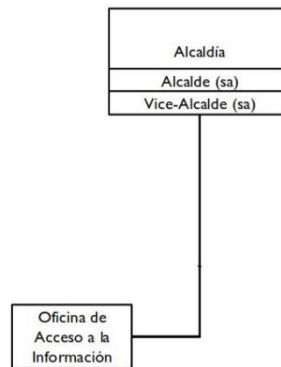 Alcaldía
Alcalde (sa)
Vice-Alcalde (sa)
Oficina de
Acceso a la
Información